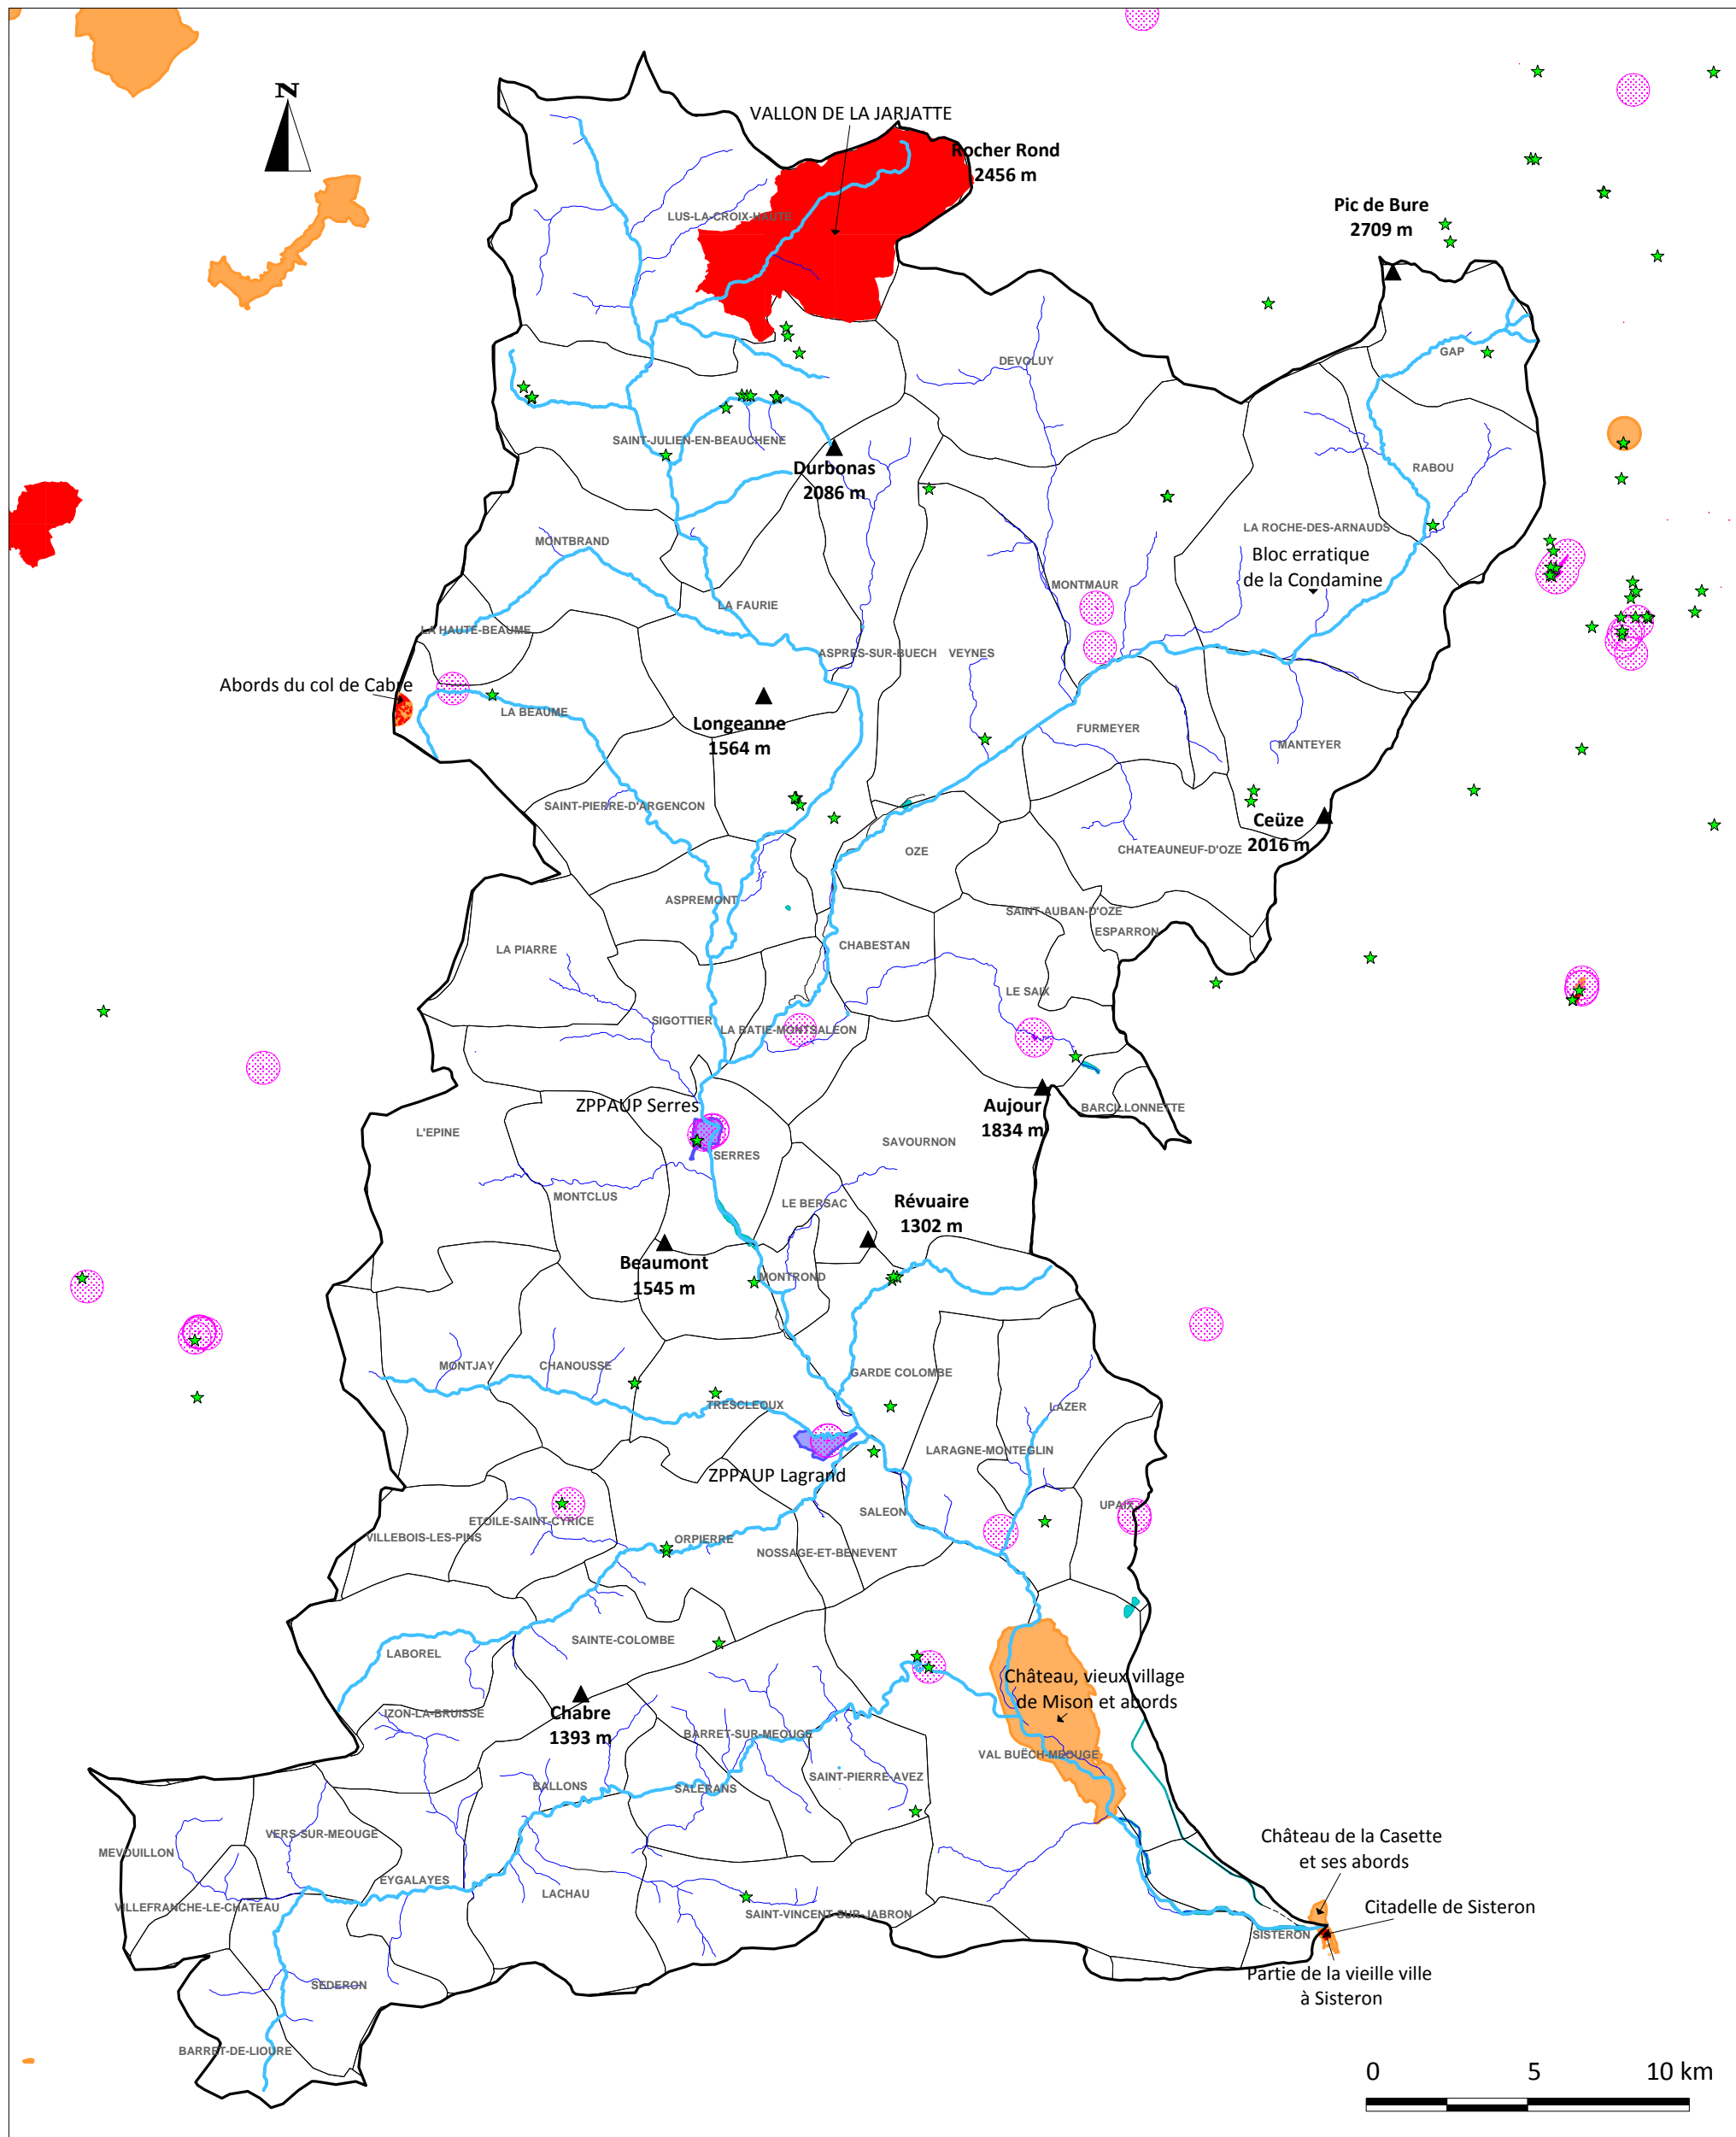 N
VALLON DE LA JARJATTE
Rocher Rond
2456 m
Pic de Bure
2709 m
LUS-LA-CROIX-HAUTE
GAP
DEVOLUY
SAINT-JULIEN-EN-BEAUCHENE
Durbonas
2086 m
RABOU
LA ROCHE-DES-ARNAUDS
Bloc erratique
de la Condamine
MONTBRAND
MONTMAUR
LA FAURIE
LA HAUTE-BEAUME
ASPRES-SUR-BUECH
VEYNES
Abords du col de Cabre
LA BEAUME
Longeanne
1564 m
FURMEYER
MANTEYER
SAINT-PIERRE-D'ARGENCON
Ceüze
2016 m
OZE
CHATEAUNEUF-D'OZE
ASPREMONT
SAINT-AUBAN-D'OZE
ESPARRON
LA PIARRE
CHABESTAN
LE SAIX
SIGOTTIER
LA BATIE-MONTSALEON
ZPPAUP Serres
Aujour
1834 m
BARCILLONNETTE
L'EPINE
SAVOURNON
SERRES
MONTCLUS
LE BERSAC
Révuaire
1302 m
Beaumont
1545 m
MONTROND
MONTJAY
CHANOUSSE
GARDE COLOMBE
TRESCLEOUX
LAZER
LARAGNE-MONTEGLIN
ZPPAUP Lagrand
UPAIX
SALEON
ETOILE-SAINT-CYRICE
VILLEBOIS-LES-PINS
ORPIERRE
NOSSAGE-ET-BENEVENT
SAINTE-COLOMBE
LABOREL
Château, vieux village
de Mison et abords
IZON-LA-BRUISSE
Chabre
1393 m
BARRET-SUR-MEOUGE
VAL BUËCH-MEOUGE
SAINT-PIERRE-AVEZ
BALLONS
SALERANS
VERS-SUR-MEOUGE
MEVOUILLON
Château de la Casette
et ses abords
EYGALAYES
LACHAU
VILLEFRANCHE-LE-CHATEAU
SAINT-VINCENT-SUR-JABRON
Citadelle de Sisteron
SISTERON
Partie de la vieille ville
à Sisteron
SEDERON
BARRET-DE-LIOURE
0 5 10 km